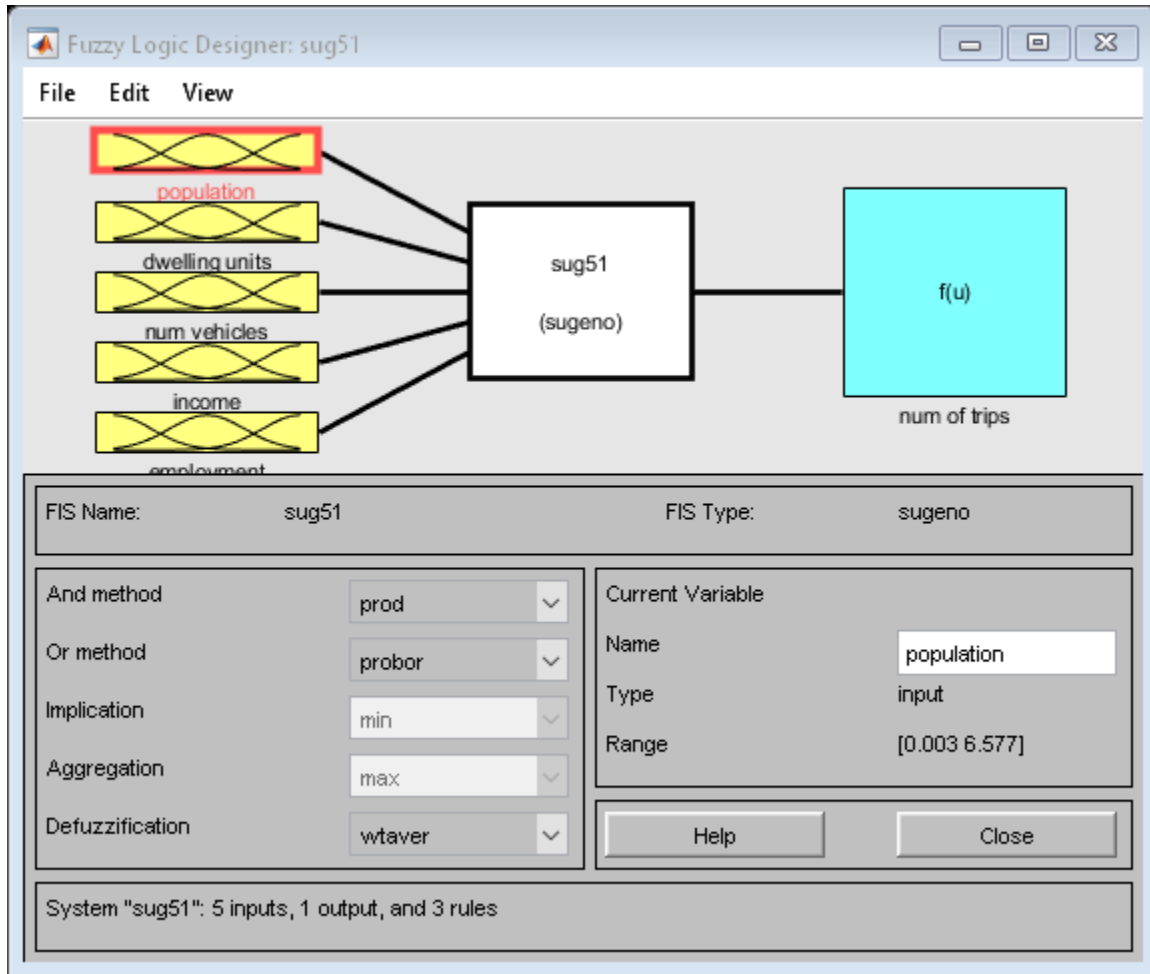 Fuzzy Logic Designer: sug51
File Edit View
population
dwelling units
num vehicles
income
employment
sug51
(sugeno)
f(u)
num of trips
FIS Name: sug51 FIS Type: sugeno
And method prod
Or method probor
Implication min
Aggregation max
Defuzzification wtaver
Current Variable
Name population
Type input
Range [0.003 6.577]
Help Close
System "sug51": 5 inputs, 1 output, and 3 rules